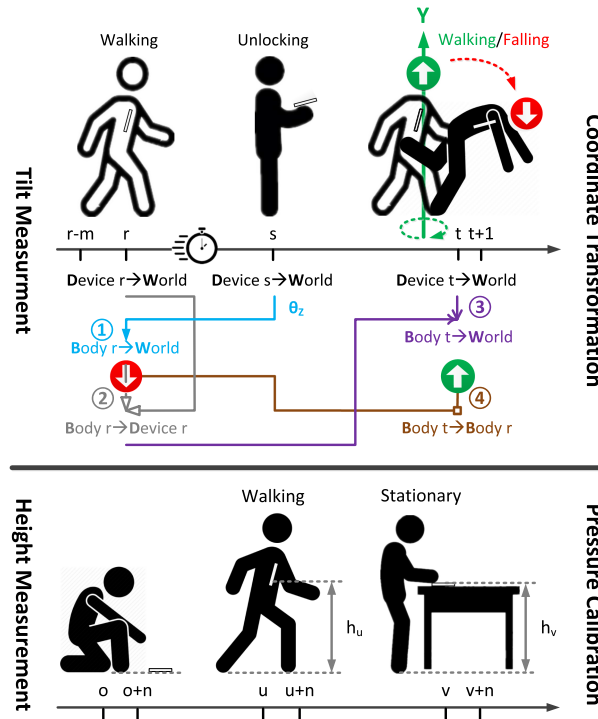 Y
Walking
Unlocking
Walking/Falling
Tilt Measurment
Coordinate Transformation
r-m
r
s
t
t+1
Device r→World
Device s→World
Device t→World
θz
①
③
Body r→World
Body t→World
②
④
Body r→Device r
Body t→Body r
Height Measurement
Pressure Calibration
Walking
Stationary
hu
hv
o
o+n
u
u+n
v
v+n